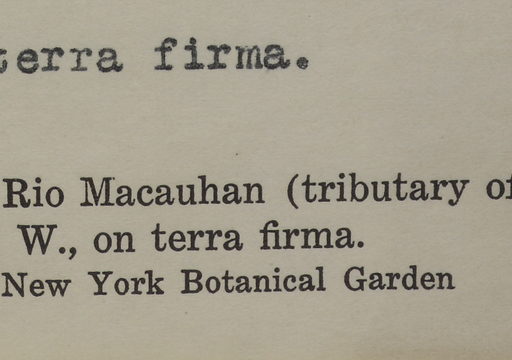 terra firma.
Rio Macauhan (tributary of
W., on terra firma.
New York Botanical Garden